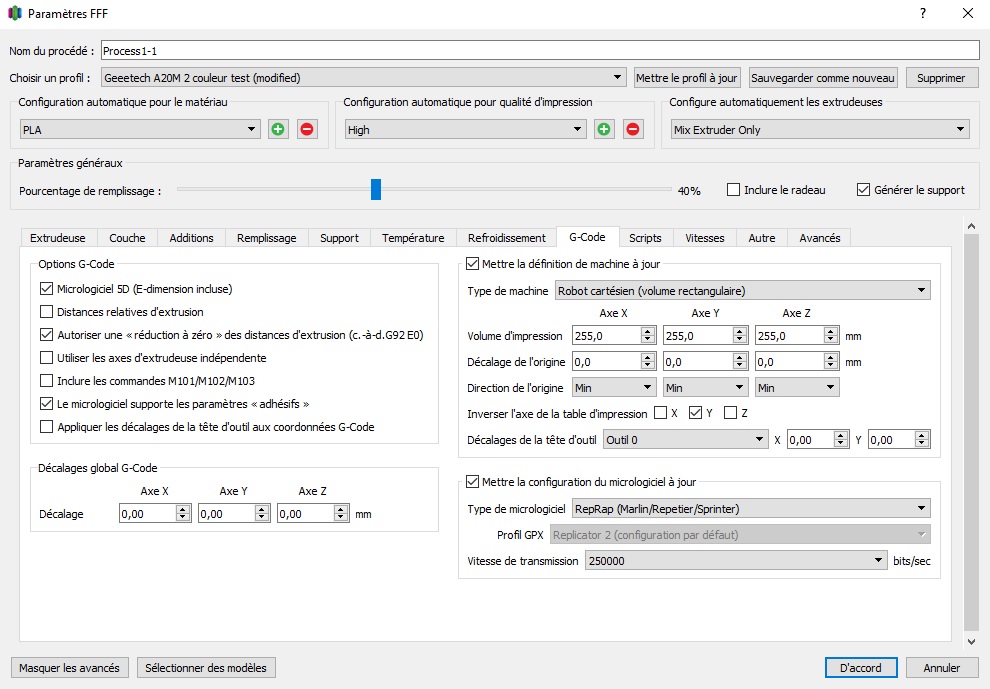 Paramètres FFF
?
Nom du procédé : Process1-1
Choisir un profil : Geeetech A20M 2 couleur test (modified) Mettre le profil à jour Sauvegarder comme nouveau Supprimer
Configuration automatique pour le matériau Configuration automatique pour qualité d'impression Configure automatiquement les extrudeuses
PLA High Mix Extruder Only
Paramètres généraux
Pourcentage de remplissage : 40% Inclure le radeau Générer le support
Extrudeuse Couche Additions Remplissage Support Température Refroidissement G-Code Scripts Vitesses Autre Avancés
Options G-Code
Micrologiciel 5D (E-dimension incluse)
Distances relatives d'extrusion
Autoriser une « réduction à zéro » des distances d'extrusion (c.-à-d.G92 E0)
Utiliser les axes d'extrudeuse indépendente
Inclure les commandes M101/M102/M103
Le micrologiciel supporte les paramètres « adhésifs »
Appliquer les décalages de la tête d'outil aux coordonnées G-Code
Décalages global G-Code
Axe X Axe Y Axe Z
Décalage 0,00 0,00 0,00 mm
Mettre la définition de machine à jour
Type de machine Robot cartésien (volume rectangulaire)
Axe X Axe Y Axe Z
Volume d'impression 255,0 255,0 255,0 mm
Décalage de l'origine 0,0 0,0 0,0 mm
Direction de l'origine Min Min Min
Inverser l'axe de la table d'impression X Y Z
Décalages de la tête d'outil Outil 0 X 0,00 Y 0,00
Mettre la configuration du micrologiciel à jour
Type de micrologiciel RepRap (Marlin/Repetier/Sprinter)
Profil GPX Replicator 2 (configuration par défaut)
Vitesse de transmission 250000 bits/sec
Masquer les avancés Sélectionner des modèles D'accord Annuler